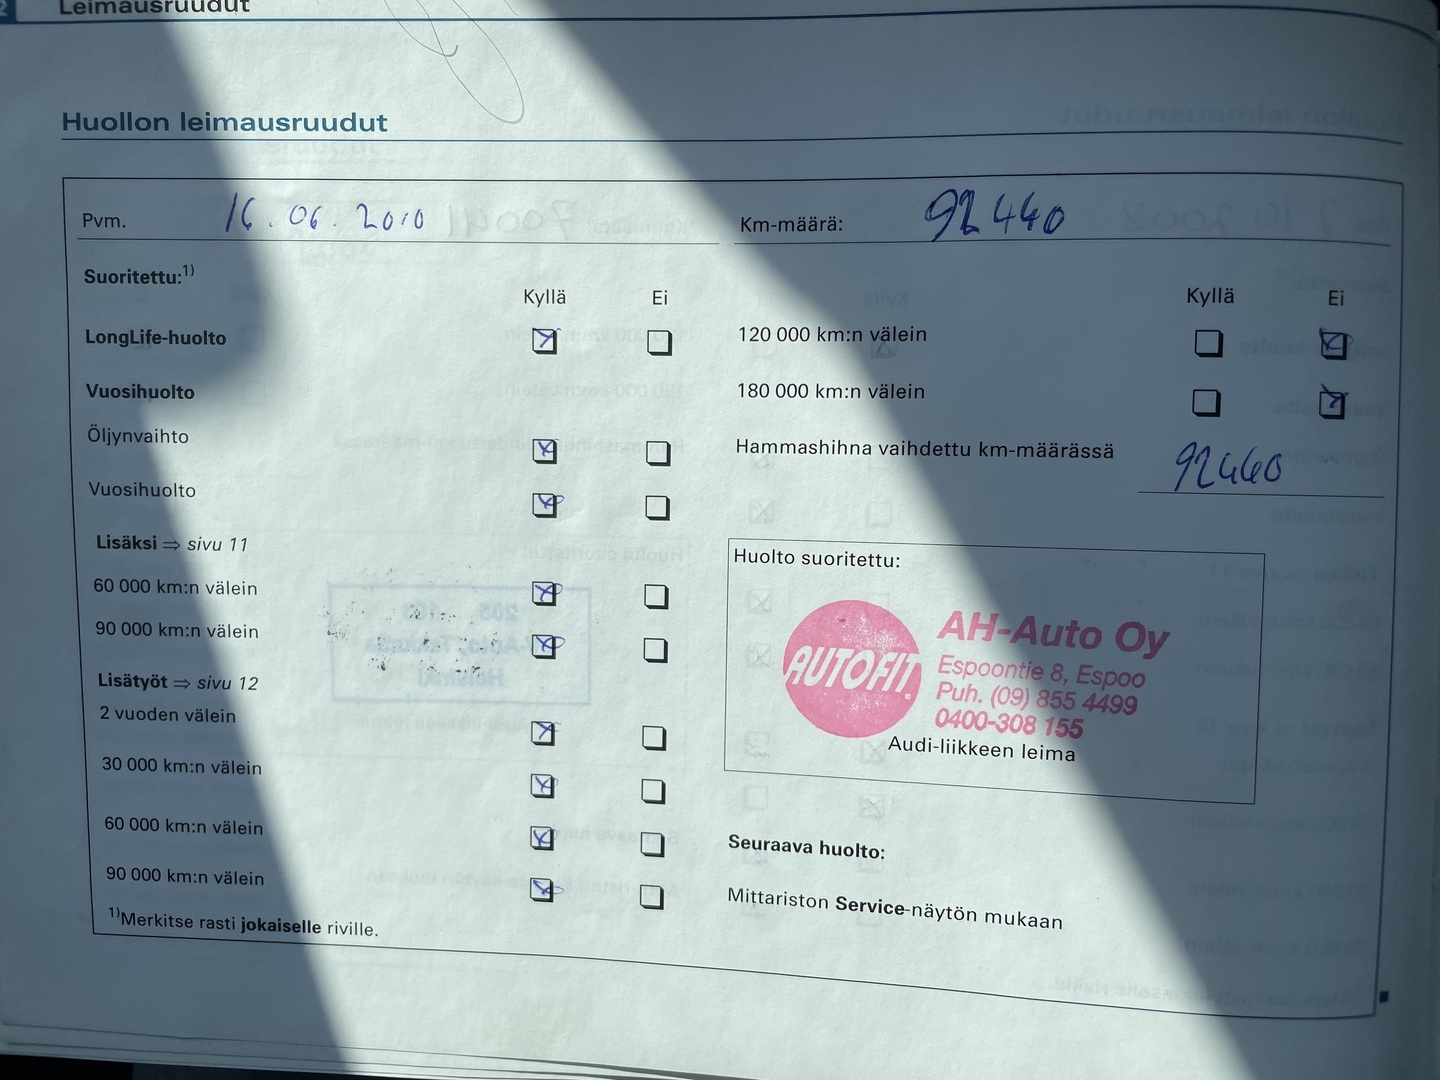 Leimausruudut
Huollon leimausruudut
Pvm. 16.06.2010
Km-määrä: 92440
Suoritettu:1)
Kyllä Ei
LongLife-huolto
Vuosihuolto
Öljynvaihto
Vuosihuolto
Lisäksi ⇒ sivu 11
60 000 km:n välein
90 000 km:n välein
Lisätyöt ⇒ sivu 12
2 vuoden välein
30 000 km:n välein
60 000 km:n välein
90 000 km:n välein
1)Merkitse rasti jokaiselle riville.
Kyllä Ei
120 000 km:n välein
180 000 km:n välein
Hammashihna vaihdettu km-määrässä
92440
Huolto suoritettu:
AUTOFIT
AH-Auto Oy
Espoontie 8, Espoo
Puh. (09) 855 4499
0400-308 155
Audi-liikkeen leima
Seuraava huolto:
Mittariston Service-näytön mukaan